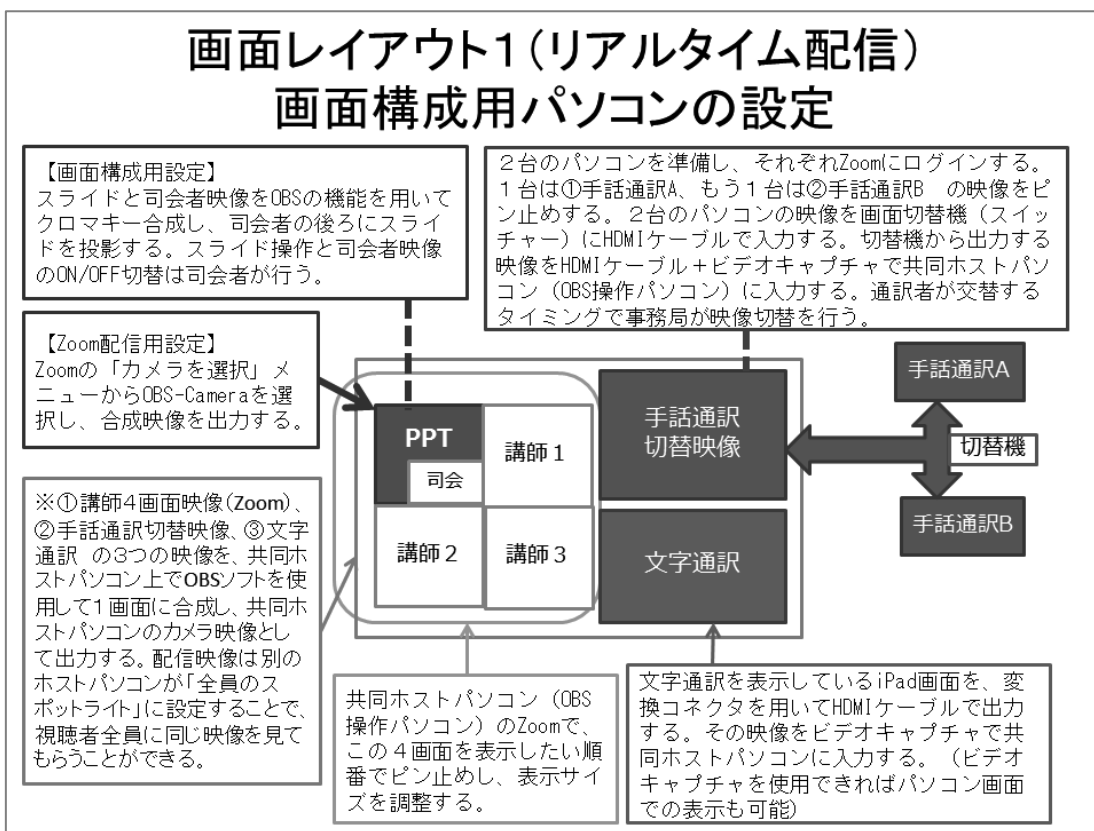 画面レイアウト1(リアルタイム配信)
画面構成用パソコンの設定
【画面構成用設定】
スライドと司会者映像をOBSの機能を用いて
クロマキー合成し、司会者の後ろにスライ
ドを投影する。スライド操作と司会者映像
のON/OFF切替は司会者が行う。
2台のパソコンを準備し、それぞれZoomにログインする。
1台は①手話通訳A、もう1台は②手話通訳B の映像をピ
ン止めする。2台のパソコンの映像を画面切替機(スイッ
チャー)にHDMIケーブルで入力する。切替機から出力する
映像をHDMIケーブル+ビデオキャプチャで共同ホストパソ
コン(OBS操作パソコン)に入力する。通訳者が交替する
タイミングで事務局が映像切替を行う。
【Zoom配信用設定】
Zoomの「カメラを選択」メ
ニューからOBS-Cameraを選
択し、合成映像を出力する。
PPT
司会
講師1
講師2
講師3
手話通訳
切替映像
文字通訳
手話通訳A
切替機
手話通訳B
※①講師4画面映像(Zoom)、
②手話通訳切替映像、③文字
通訳 の3つの映像を、共同ホ
ストパソコン上でOBSソフトを使
用して1画面に合成し、共同ホ
ストパソコンのカメラ映像とし
て出力する。配信映像は別の
ホストパソコンが「全員のス
ポットライト」に設定することで、
視聴者全員に同じ映像を見て
もらうことができる。
共同ホストパソコン(OBS
操作パソコン)のZoomで、
この4画面を表示したい順
番でピン止めし、表示サイ
ズを調整する。
文字通訳を表示しているiPad画面を、変
換コネクタを用いてHDMIケーブルで出力
する。その映像をビデオキャプチャで共
同ホストパソコンに入力する。(ビデオ
キャプチャを使用できればパソコン画面
での表示も可能)